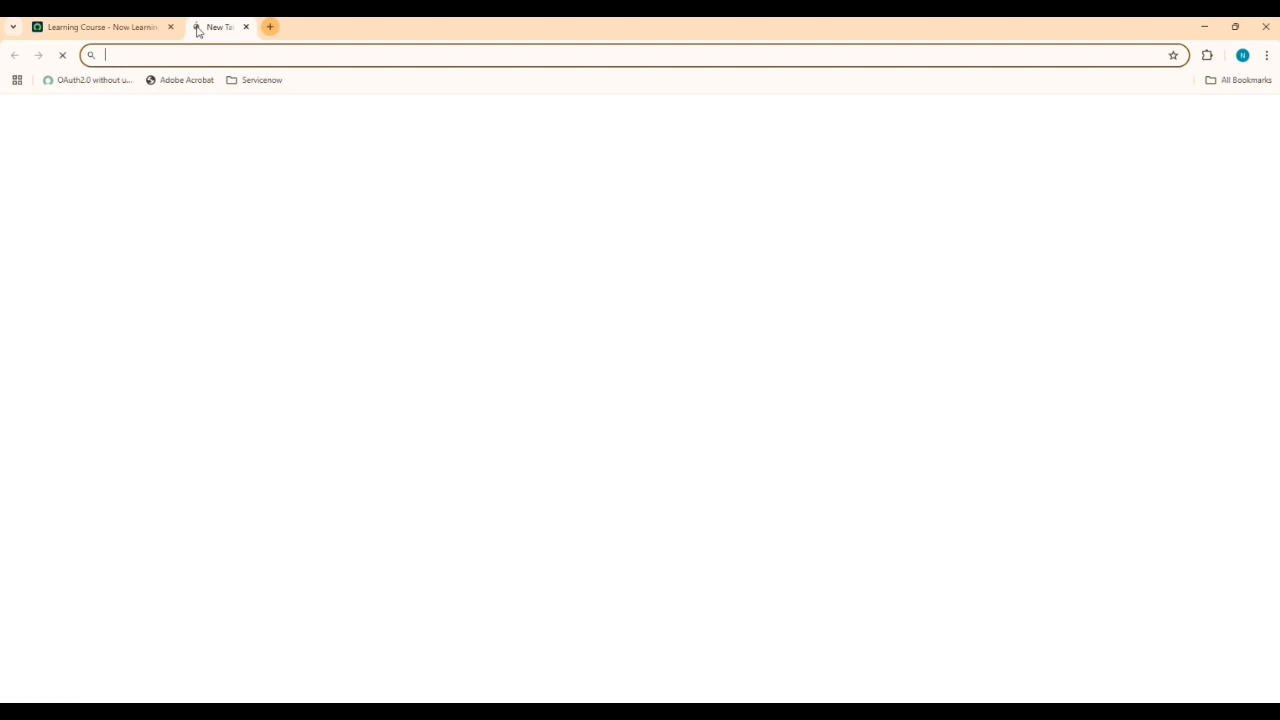 Learning Course - Now Learnin
New Ta
OAuth2.0 without u...
Adobe Acrobat
Servicenow
All Bookmarks
N